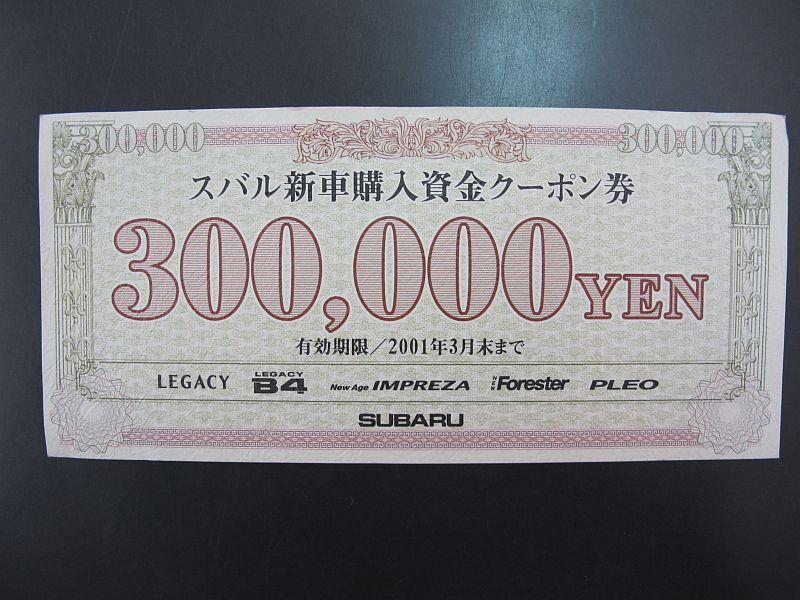 300,000 300,000
スバル新車購入資金クーポン券
300,000YEN
有効期限/2001年3月末まで
LEGACY LEGACY B4 New Age IMPREZA NEW Forester PLEO
SUBARU